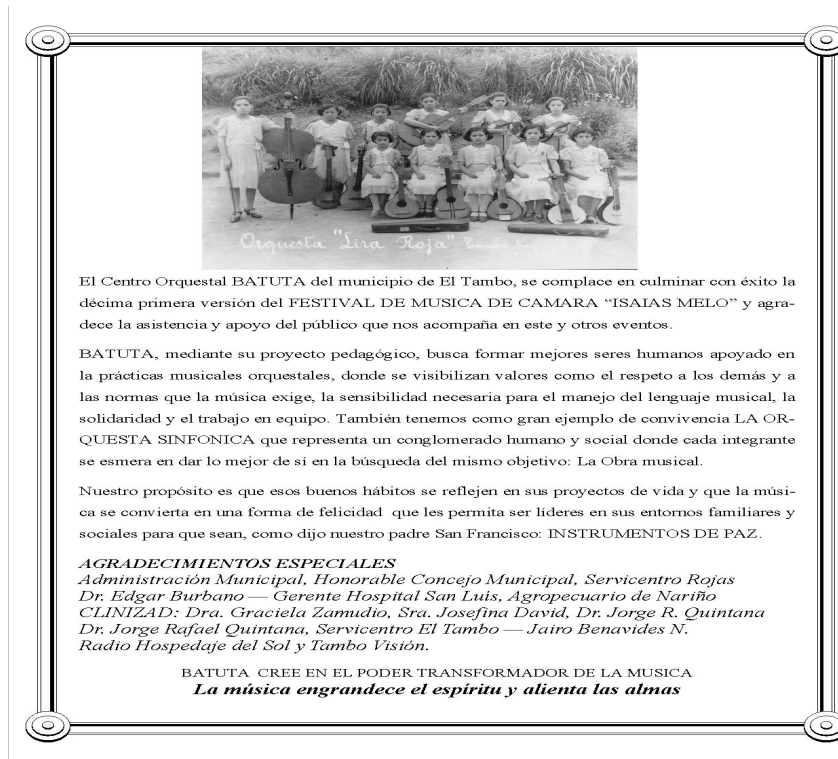 Orquesta "Lira Roja"
El Centro Orquestal BATUTA del municipio de El Tambo, se complace en culminar con éxito la
décima primera versión del FESTIVAL DE MUSICA DE CAMARA “ISAIAS MELO” y agra-
dece la asistencia y apoyo del público que nos acompaña en este y otros eventos.
BATUTA, mediante su proyecto pedagógico, busca formar mejores seres humanos apoyado en
la prácticas musicales orquestales, donde se visibilizan valores como el respeto a los demás y a
las normas que la música exige, la sensibilidad necesaria para el manejo del lenguaje musical, la
solidaridad y el trabajo en equipo. También tenemos como gran ejemplo de convivencia LA OR-
QUESTA SINFONICA que representa un conglomerado humano y social donde cada integrante
se esmera en dar lo mejor de sí en la búsqueda del mismo objetivo: La Obra musical.
Nuestro propósito es que esos buenos hábitos se reflejen en sus proyectos de vida y que la músi-
ca se convierta en una forma de felicidad que les permita ser líderes en sus entornos familiares y
sociales para que sean, como dijo nuestro padre San Francisco: INSTRUMENTOS DE PAZ.
AGRADECIMIENTOS ESPECIALES
Administración Municipal, Honorable Concejo Municipal, Servicentro Rojas
Dr. Edgar Burbano — Gerente Hospital San Luís, Agropecuario de Nariño
CLINIZAD: Dra. Graciela Zamudio, Sra. Josefina David, Dr. Jorge R. Quintana
Dr. Jorge Rafael Quintana, Servicentro El Tambo — Jairo Benavides N.
Radio Hospedaje del Sol y Tambo Visión.
BATUTA CREE EN EL PODER TRANSFORMADOR DE LA MUSICA
La música engrandece el espíritu y alienta las almas